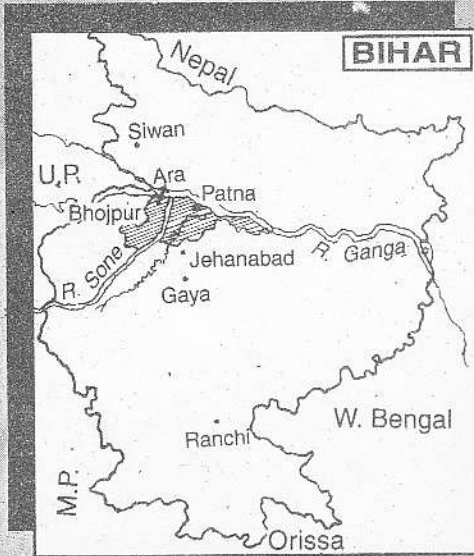 BIHAR
Nepal
Siwan
U.P.
Ara
Patna
Bhojpur
R. Sone
Jehanabad
R. Ganga
Gaya
W. Bengal
Ranchi
M.P.
Orissa